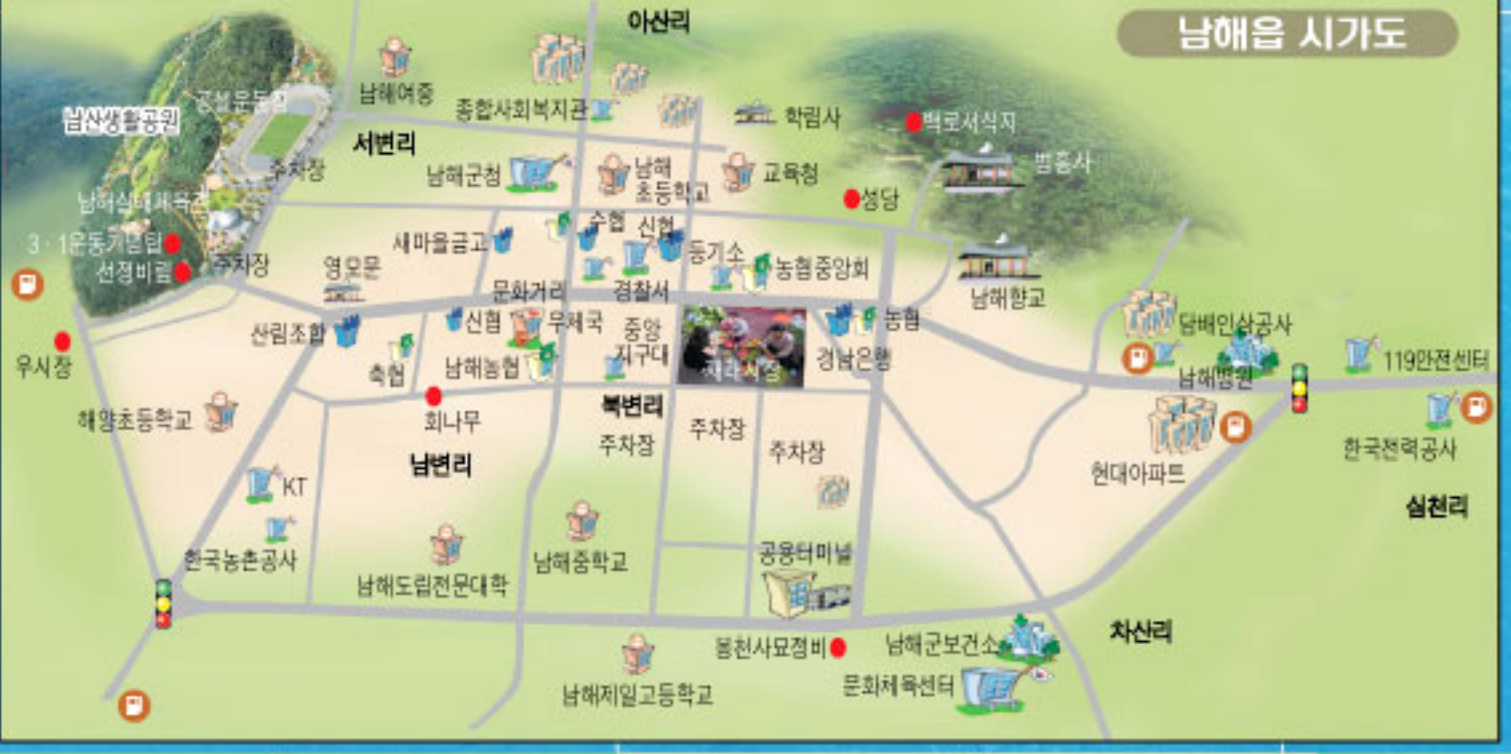 남해읍 시가도
아산리
남해여중
종합사회복지관
학림사
백로서식지
남산생활공원
공설운동장
서변리
주차장
남해군청
남해
초등학교
교육청
성당
범흥사
남해실내체육관
3·1운동기념탑
선정비림
주차장
새마을금고
수협
신협
등기소
농협중앙회
영모문
문화거리
경찰서
남해향교
우시장
산림조합
신협
우체국
중앙
지구대
농협
경남은행
담배인삼공사
축협
남해농협
남해병원
119안전센터
해양초등학교
회나무
북변리
주차장
주차장
주차장
남변리
현대아파트
한국전력공사
KT
심천리
한국농촌공사
남해도립전문대학
남해중학교
공용터미널
차산리
봉천사묘정비
남해군보건소
남해제일고등학교
문화체육센터